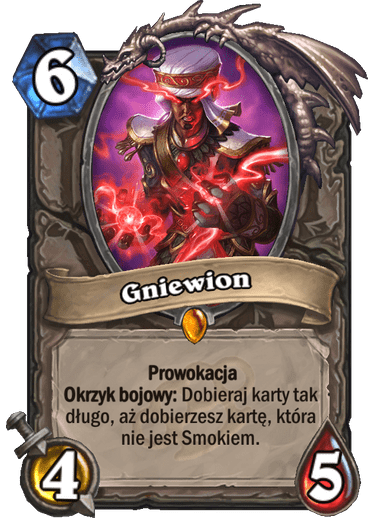 6
Gniewion
Prowokacja
Okrzyk bojowy: Dobieraj karty tak
długo, aż dobierzesz kartę, która
nie jest Smokiem.
4
5